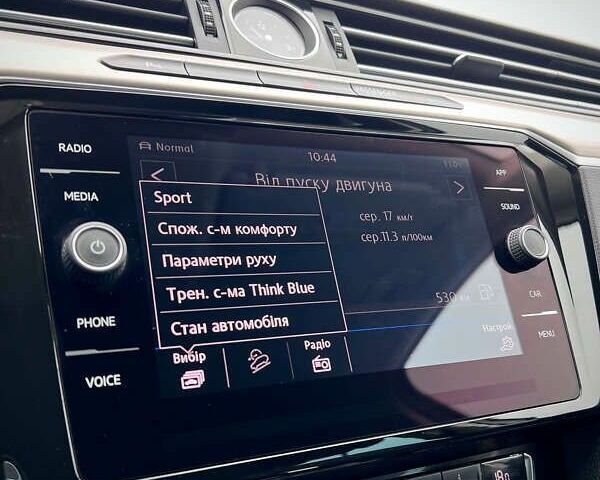 RADIO
MEDIA
PHONE
VOICE
Normal
10:44
Від пуску двигуна
Sport
Спож. с-м комфорту
Параметри руху
Трен. с-ма Think Blue
Стан автомобіля
сер. 17 км/г
сер.11.3 л/100км
530 км
Вибір
Радіо
Настроч.
APP
SOUND
CAR
MENU